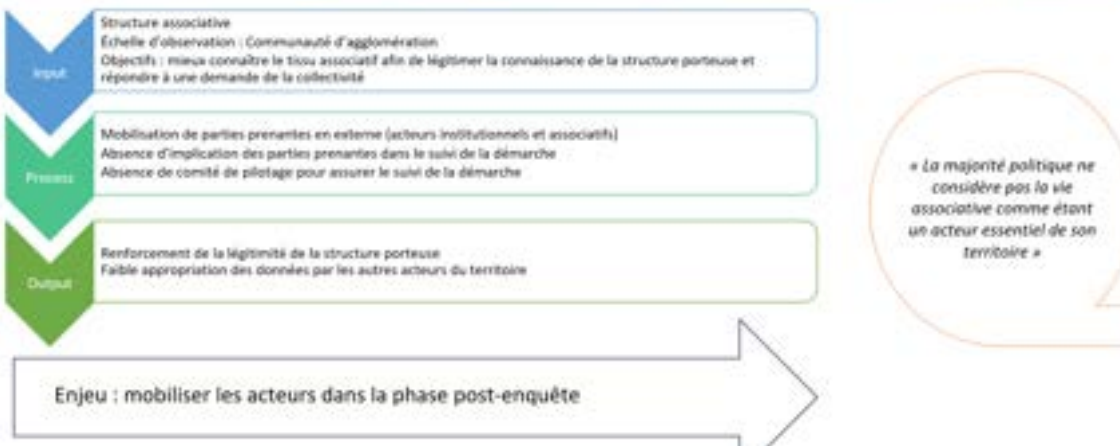 Input
Structure associative
Échelle d'observation : Communauté d'agglomération
Objectifs : mieux connaître le tissu associatif afin de légitimer la connaissance de la structure porteuse et
répondre à une demande de la collectivité
Process
Mobilisation de parties prenantes en externe (acteurs institutionnels et associatifs)
Absence d'implication des parties prenantes dans le suivi de la démarche
Absence de comité de pilotage pour assurer le suivi de la démarche
Output
Renforcement de la légitimité de la structure porteuse
Faible appropriation des données par les autres acteurs du territoire
Enjeu : mobiliser les acteurs dans la phase post-enquête
« La majorité politique ne
considère pas la vie
associative comme étant
un acteur essentiel de son
territoire »